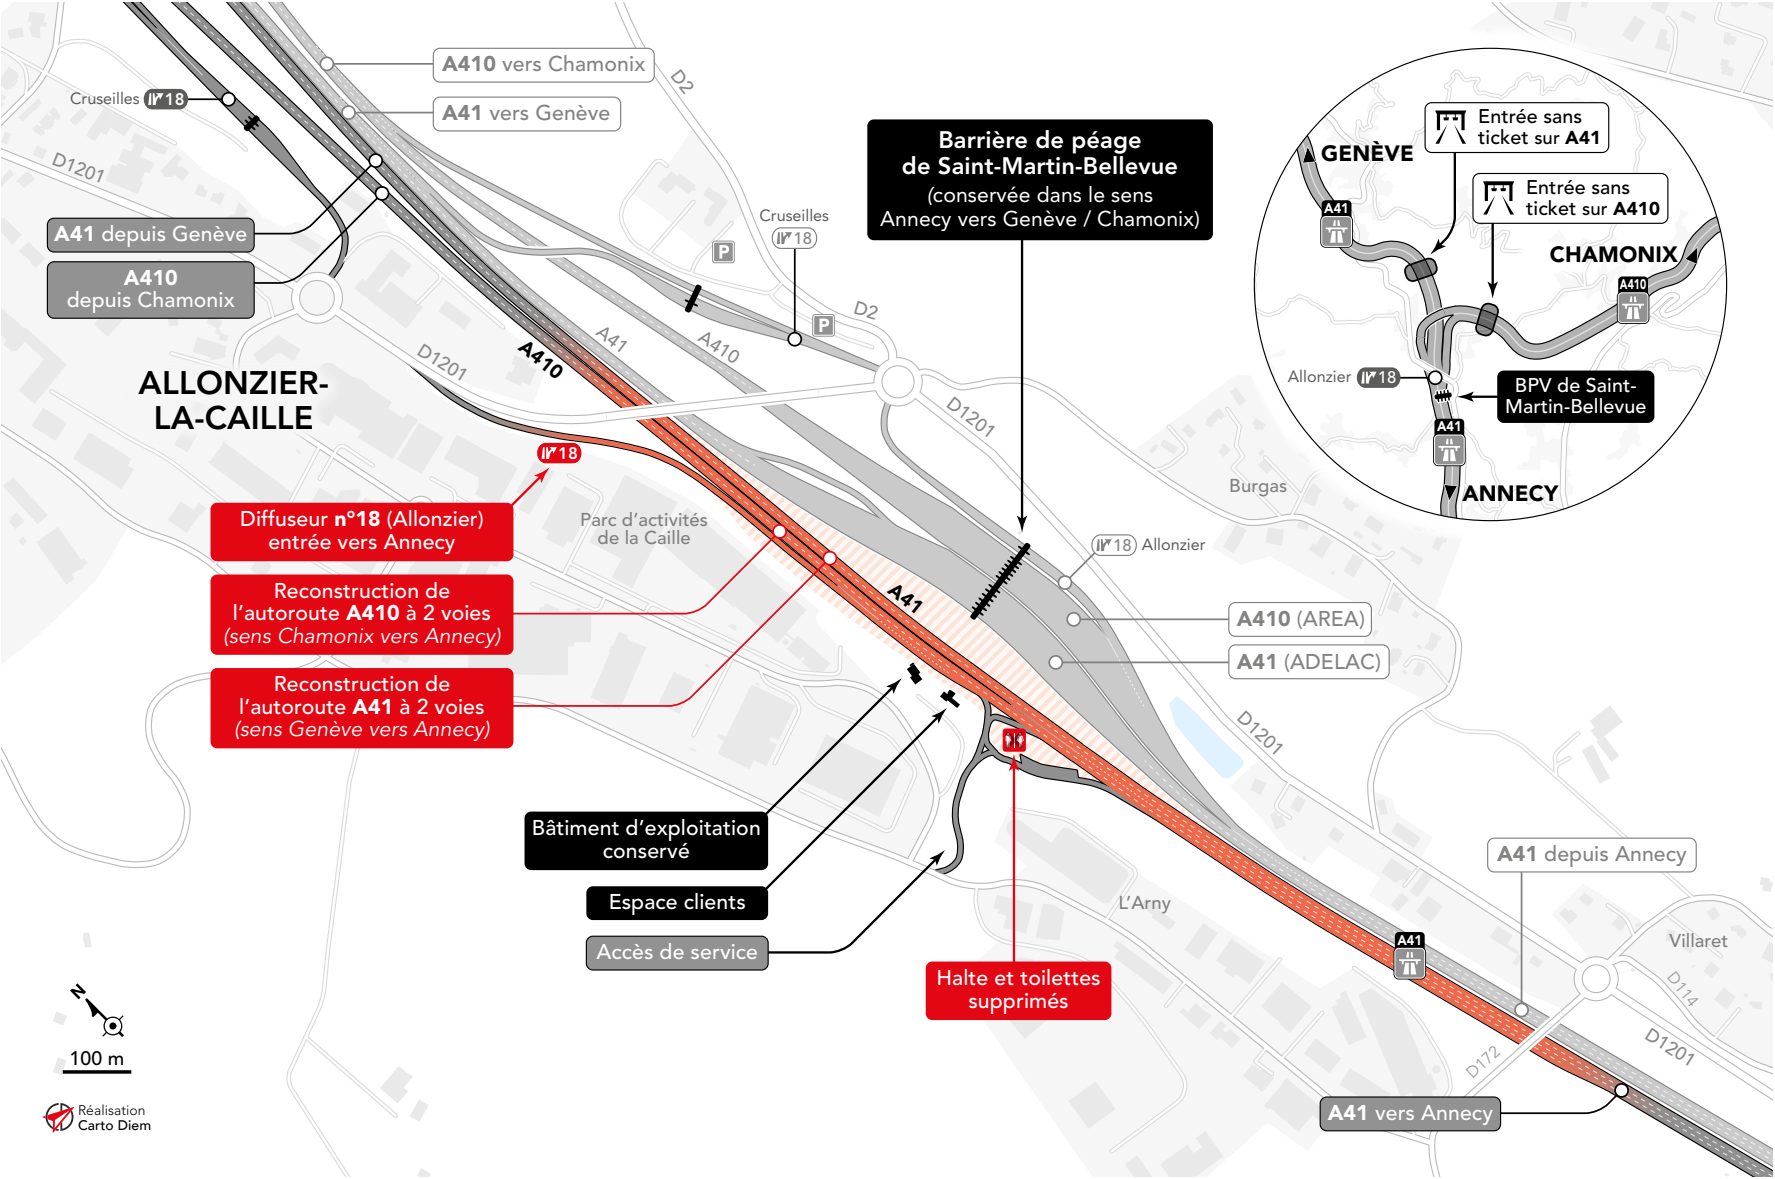 A410 vers Chamonix
A41 vers Genève
Cruseilles 18
D1201
D2
A41 depuis Genève
A410
depuis Chamonix
Cruseilles
18
P
P
D2
Barrière de péage
de Saint-Martin-Bellevue
(conservée dans le sens
Annecy vers Genève / Chamonix)
Entrée sans
ticket sur A41
Entrée sans
ticket sur A410
GENÈVE
A41
CHAMONIX
A410
Allonzier 18
BPV de Saint-
Martin-Bellevue
A41
ANNECY
A41
A410
A410
D1201
D1201
ALLONZIER-
LA-CAILLE
18
Burgas
Diffuseur n°18 (Allonzier)
entrée vers Annecy
Parc d'activités
de la Caille
18 Allonzier
Reconstruction de
l'autoroute A410 à 2 voies
(sens Chamonix vers Annecy)
A41
A410 (AREA)
A41 (ADELAC)
Reconstruction de
l'autoroute A41 à 2 voies
(sens Genève vers Annecy)
D1201
Bâtiment d'exploitation
conservé
Espace clients
Accès de service
L'Arny
Halte et toilettes
supprimés
A41 depuis Annecy
A41
Villaret
D114
D1201
D172
A41 vers Annecy
N
100 m
Réalisation
Carto Diem